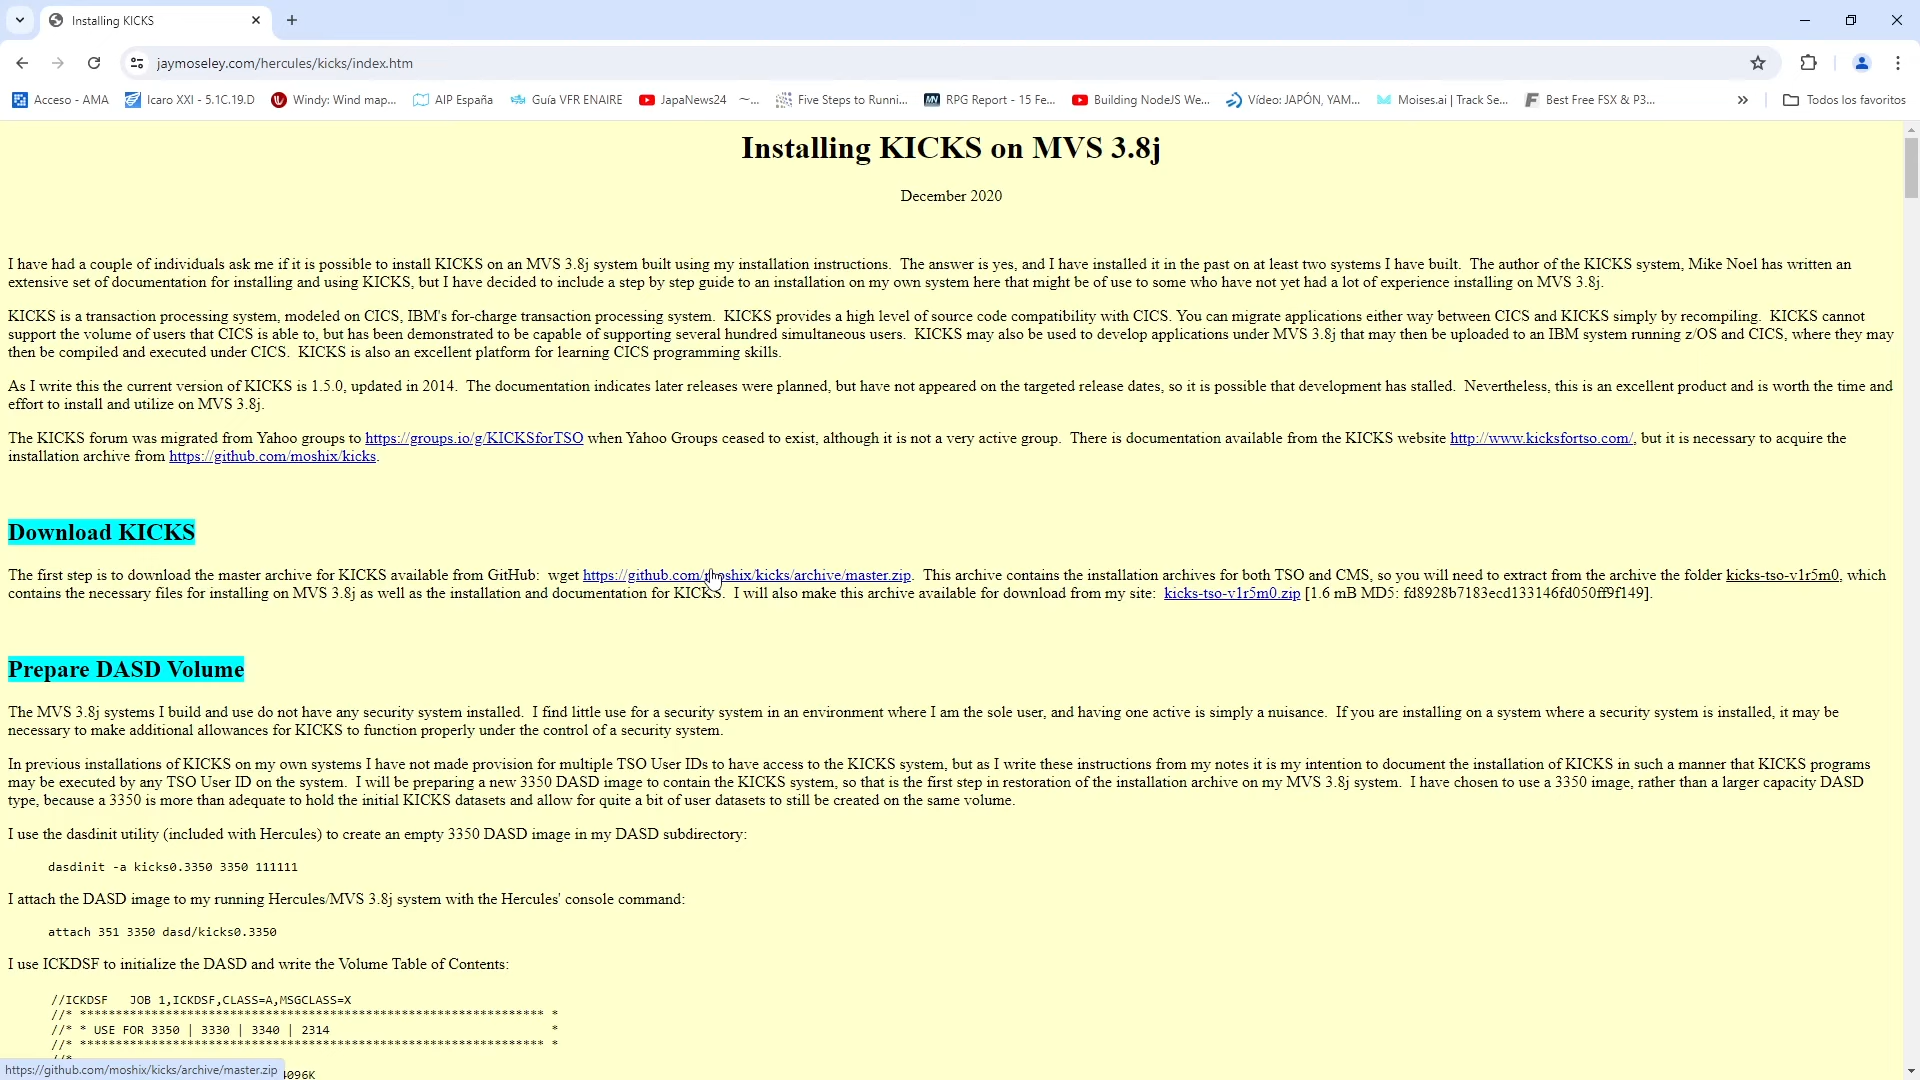 Installing KICKS
jaymoseley.com/hercules/kicks/index.htm
Acceso - AMA
Icaro XXI - 5.1C.19.D
Windy: Wind map...
AIP España
Guía VFR ENAIRE
JapaNews24 ～...
Five Steps to Runni...
RPG Report - 15 Fe...
Building NodeJS We...
Vídeo: JAPÓN, YAM...
Moises.ai | Track Se...
Best Free FSX & P3...
Todos los favoritos
Installing KICKS on MVS 3.8j
December 2020
I have had a couple of individuals ask me if it is possible to install KICKS on an MVS 3.8j system built using my installation instructions.  The answer is yes, and I have installed it in the past on at least two systems I have built.  The author of the KICKS system, Mike Noel has written an
extensive set of documentation for installing and using KICKS, but I have decided to include a step by step guide to an installation on my own system here that might be of use to some who have not yet had a lot of experience installing on MVS 3.8j.
KICKS is a transaction processing system, modeled on CICS, IBM's for-charge transaction processing system.  KICKS provides a high level of source code compatibility with CICS. You can migrate applications either way between CICS and KICKS simply by recompiling.  KICKS cannot
support the volume of users that CICS is able to, but has been demonstrated to be capable of supporting several hundred simultaneous users.  KICKS may also be used to develop applications under MVS 3.8j that may then be uploaded to an IBM system running z/OS and CICS, where they may
then be compiled and executed under CICS.  KICKS is also an excellent platform for learning CICS programming skills.
As I write this the current version of KICKS is 1.5.0, updated in 2014.  The documentation indicates later releases were planned, but have not appeared on the targeted release dates, so it is possible that development has stalled.  Nevertheless, this is an excellent product and is worth the time and
effort to install and utilize on MVS 3.8j.
The KICKS forum was migrated from Yahoo groups to https://groups.io/g/KICKSforTSO when Yahoo Groups ceased to exist, although it is not a very active group.  There is documentation available from the KICKS website http://www.kicksfortso.com/, but it is necessary to acquire the
installation archive from https://github.com/moshix/kicks.
Download KICKS
The first step is to download the master archive for KICKS available from GitHub:  wget https://github.com/moshix/kicks/archive/master.zip.  This archive contains the installation archives for both TSO and CMS, so you will need to extract from the archive the folder kicks-tso-v1r5m0, which
contains the necessary files for installing on MVS 3.8j as well as the installation and documentation for KICKS.  I will also make this archive available for download from my site:  kicks-tso-v1r5m0.zip [1.6 mB MD5: fd8928b7183ecd133146fd050ff9f149].
Prepare DASD Volume
The MVS 3.8j systems I build and use do not have any security system installed.  I find little use for a security system in an environment where I am the sole user, and having one active is simply a nuisance.  If you are installing on a system where a security system is installed, it may be
necessary to make additional allowances for KICKS to function properly under the control of a security system.
In previous installations of KICKS on my own systems I have not made provision for multiple TSO User IDs to have access to the KICKS system, but as I write these instructions from my notes it is my intention to document the installation of KICKS in such a manner that KICKS programs
may be executed by any TSO User ID on the system.  I will be preparing a new 3350 DASD image to contain the KICKS system, so that is the first step in restoration of the installation archive on my MVS 3.8j system.  I have chosen to use a 3350 image, rather than a larger capacity DASD
type, because a 3350 is more than adequate to hold the initial KICKS datasets and allow for quite a bit of user datasets to still be created on the same volume.
I use the dasdinit utility (included with Hercules) to create an empty 3350 DASD image in my DASD subdirectory:
dasdinit -a kicks0.3350 3350 111111
I attach the DASD image to my running Hercules/MVS 3.8j system with the Hercules' console command:
attach 351 3350 dasd/kicks0.3350
I use ICKDSF to initialize the DASD and write the Volume Table of Contents:
//ICKDSF   JOB 1,ICKDSF,CLASS=A,MSGCLASS=X
//* ******************************************************** *
//* * USE FOR 3350 | 3330 | 3340 | 2314                           *
//* ******************************************************** *
//*
4096K
https://github.com/moshix/kicks/archive/master.zip